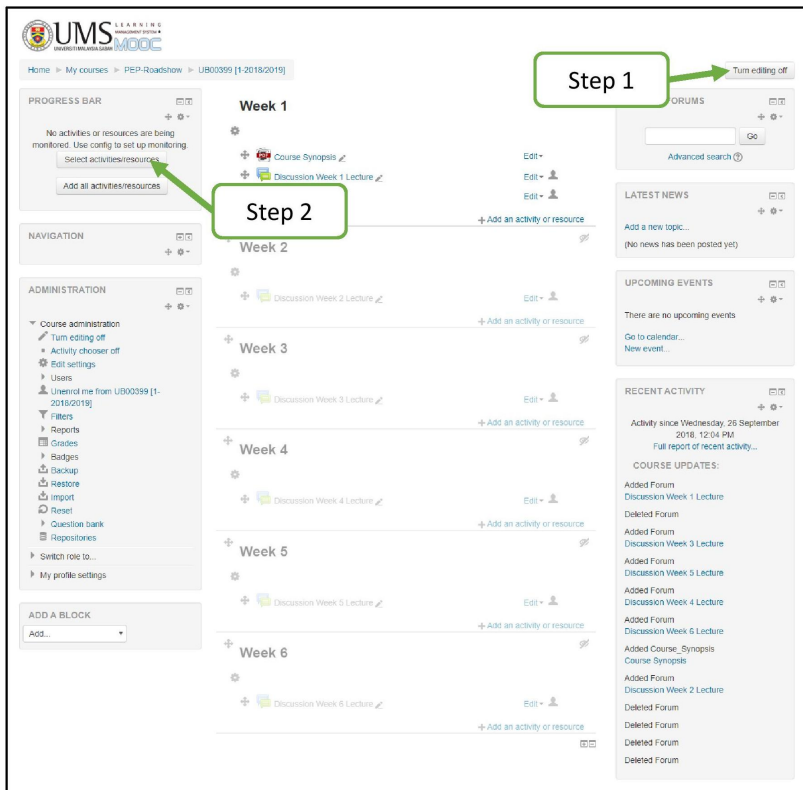 UMS LEARNING
MANAGEMENT SYSTEM
UNIVERSITI MALAYSIA SABAH MOOC
Home ► My courses ► PEP-Roadshow ► UB00399 [1-2018/2019]
Step 1
Turn editing off
PROGRESS BAR
No activities or resources are being
monitored. Use config to set up monitoring.
Select activities/resources
Add all activities/resources
NAVIGATION
ADMINISTRATION
Course administration
Turn editing off
Activity chooser off
Edit settings
Users
Unenrol me from UB00399 [1-
2018/2019]
Filters
Reports
Grades
Badges
Backup
Restore
Import
Reset
Question bank
Repositories
Switch role to...
My profile settings
ADD A BLOCK
Add...
Week 1
Course Synopsis Edit
Discussion Week 1 Lecture Edit
Edit
Step 2
Add an activity or resource
Week 2
Discussion Week 2 Lecture Edit
Add an activity or resource
Week 3
Discussion Week 3 Lecture Edit
Add an activity or resource
Week 4
Discussion Week 4 Lecture Edit
Add an activity or resource
Week 5
Discussion Week 5 Lecture Edit
Add an activity or resource
Week 6
Discussion Week 6 Lecture Edit
Add an activity or resource
FORUMS
Go
Advanced search
LATEST NEWS
Add a new topic...
(No news has been posted yet)
UPCOMING EVENTS
There are no upcoming events
Go to calendar...
New event...
RECENT ACTIVITY
Activity since Wednesday, 26 September
2018, 12:04 PM
Full report of recent activity...
COURSE UPDATES:
Added Forum
Discussion Week 1 Lecture
Deleted Forum
Added Forum
Discussion Week 3 Lecture
Added Forum
Discussion Week 5 Lecture
Added Forum
Discussion Week 4 Lecture
Added Forum
Discussion Week 6 Lecture
Added Course_Synopsis
Course Synopsis
Added Forum
Discussion Week 2 Lecture
Deleted Forum
Deleted Forum
Deleted Forum
Deleted Forum